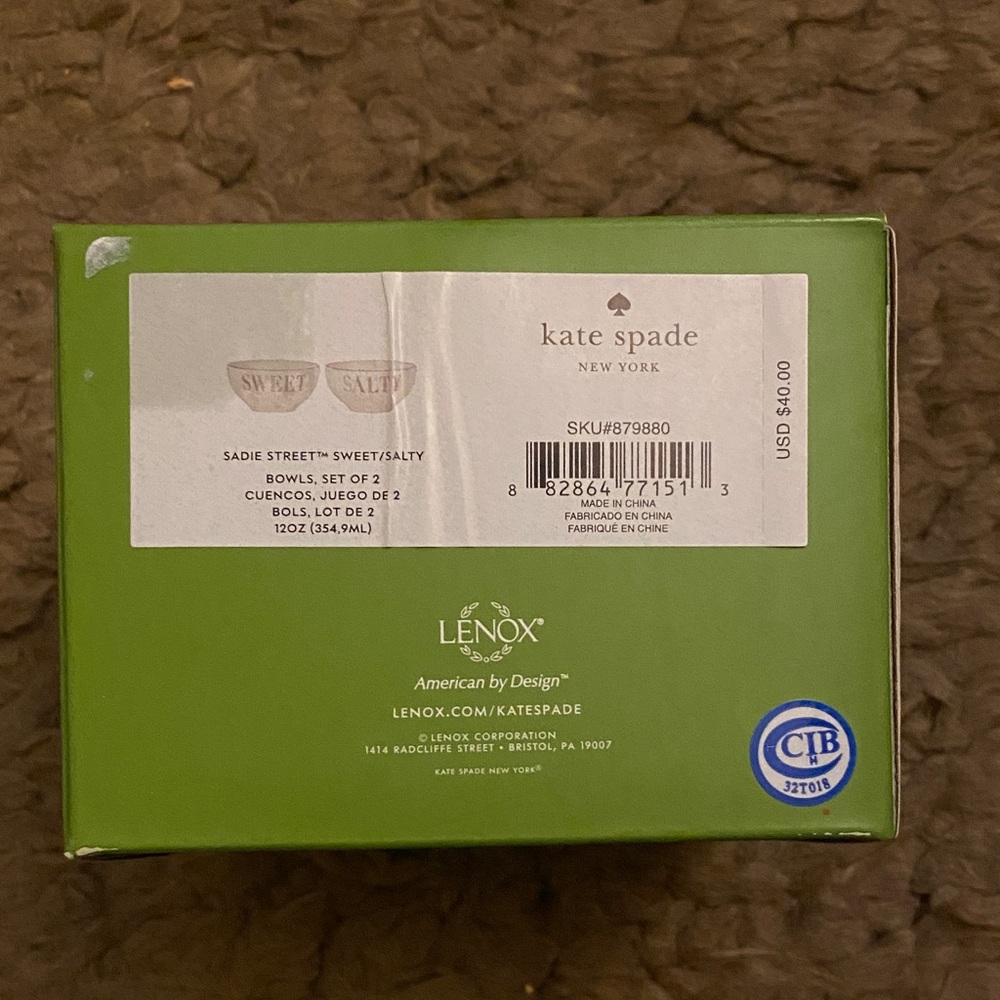 SWEET SALTY
SADIE STREET™ SWEET/SALTY
BOWLS, SET OF 2
CUENCOS, JUEGO DE 2
BOLS, LOT DE 2
12OZ (354,9ML)
kate spade
NEW YORK
SKU#879880
8 82864 77151 3
MADE IN CHINA
FABRICADO EN CHINA
FABRIQUÉ EN CHINE
USD $40.00
LENOX®
American by Design™
LENOX.COM/KATESPADE
© LENOX CORPORATION
1414 RADCLIFFE STREET • BRISTOL, PA 19007
KATE SPADE NEW YORK®
CIB
H
32T018